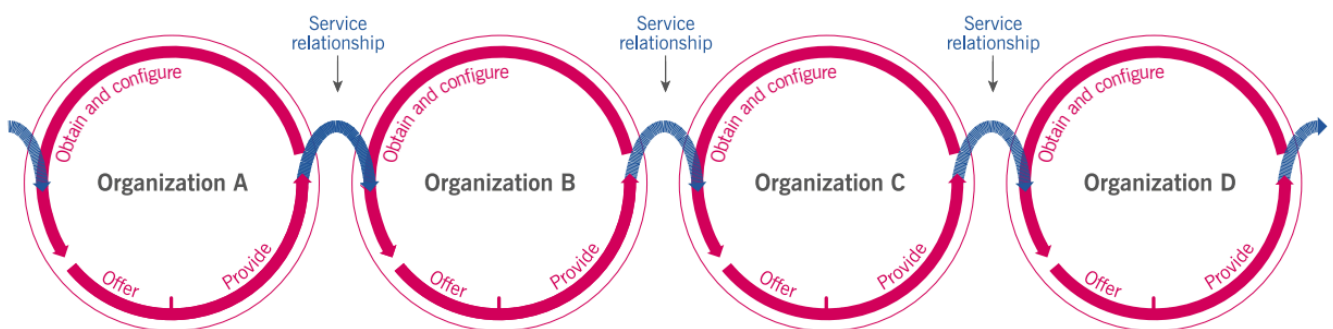 Service
relationship
Service
relationship
Service
relationship
Obtain and configure
Organization A
Offer
Provide
Obtain and configure
Organization B
Offer
Provide
Obtain and configure
Organization C
Offer
Provide
Obtain and configure
Organization D
Offer
Provide